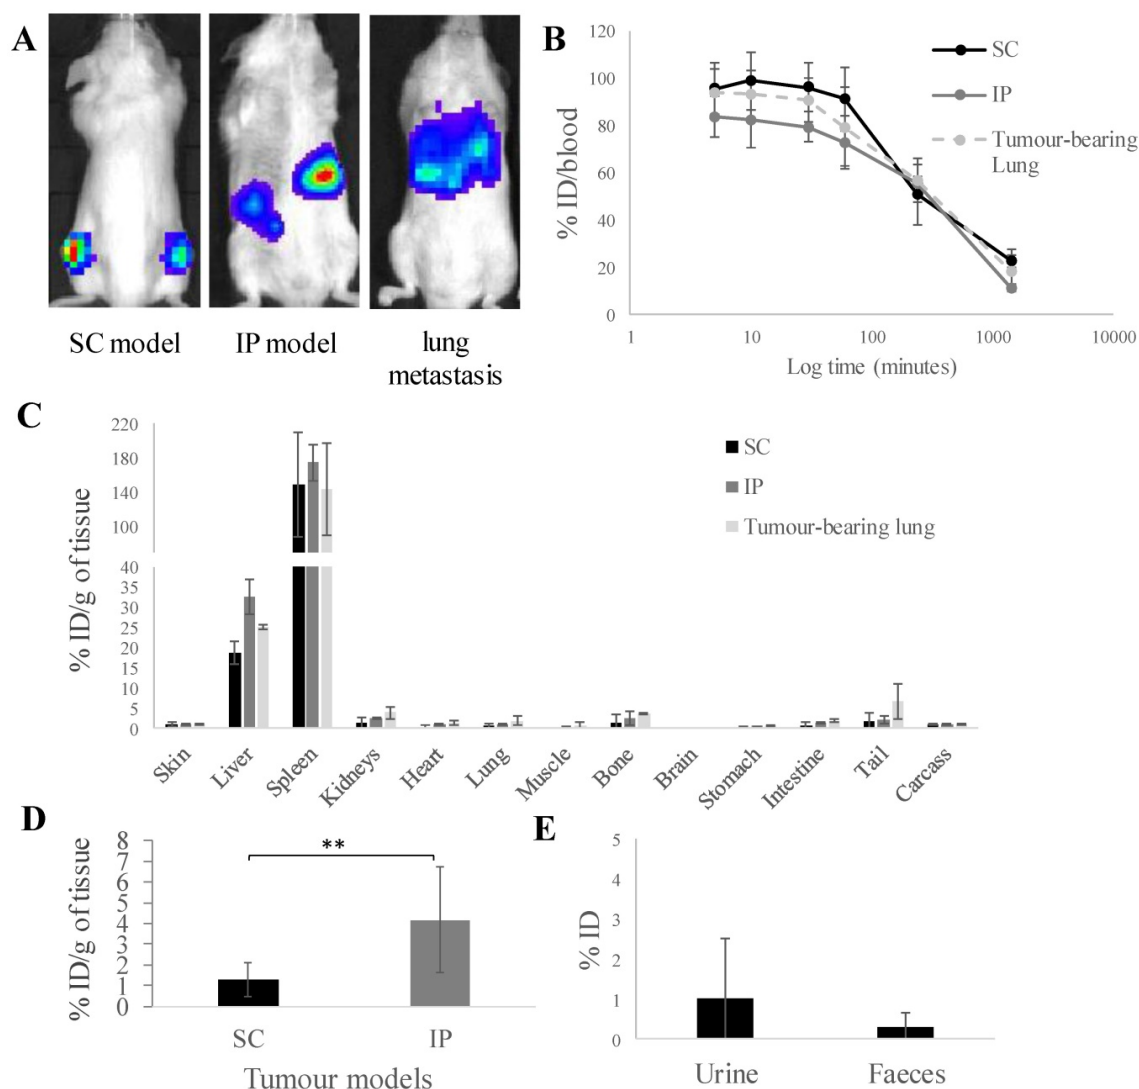 A
SC model
IP model
lung
metastasis
B
% ID/blood
120
100
80
60
40
20
0
1
10
100
1000
10000
Log time (minutes)
SC
IP
Tumour-bearing
Lung
C
% ID/g of tissue
220
180
140
100
40
35
30
25
20
15
10
5
0
SC
IP
Tumour-bearing lung
Skin
Liver
Spleen
Kidneys
Heart
Lung
Muscle
Bone
Brain
Stomach
Intestine
Tail
Carcass
D
% ID/g of tissue
8
7
6
5
4
3
2
1
0
**
SC
IP
Tumour models
E
% ID
5
4
3
2
1
0
Urine
Faeces